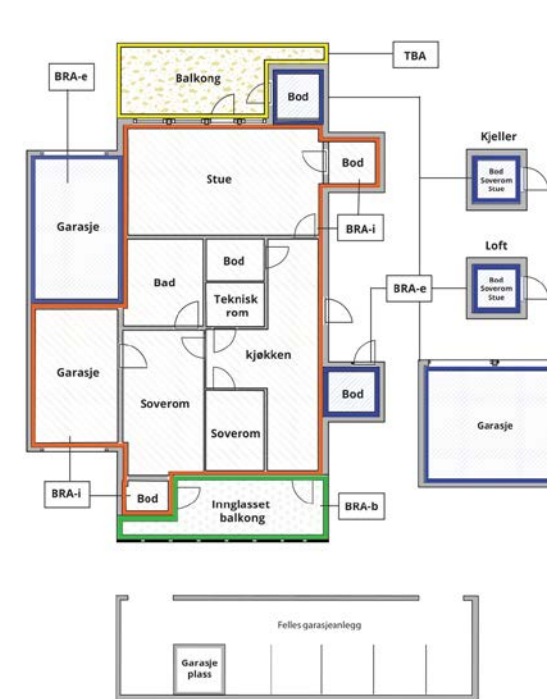 TBA
Balkong
BRA-e
Bod
Kjeller
Stue
Bod
Bod
Soverom
Stue
Garasje
BRA-i
Loft
Bad
Bod
Teknisk
rom
BRA-e
Bod
Soverom
Stue
Garasje
kjøkken
Soverom
Bod
Soverom
Garasje
BRA-i
Bod
Innglasset
balkong
BRA-b
Felles garasjeanlegg
Garasje
plass